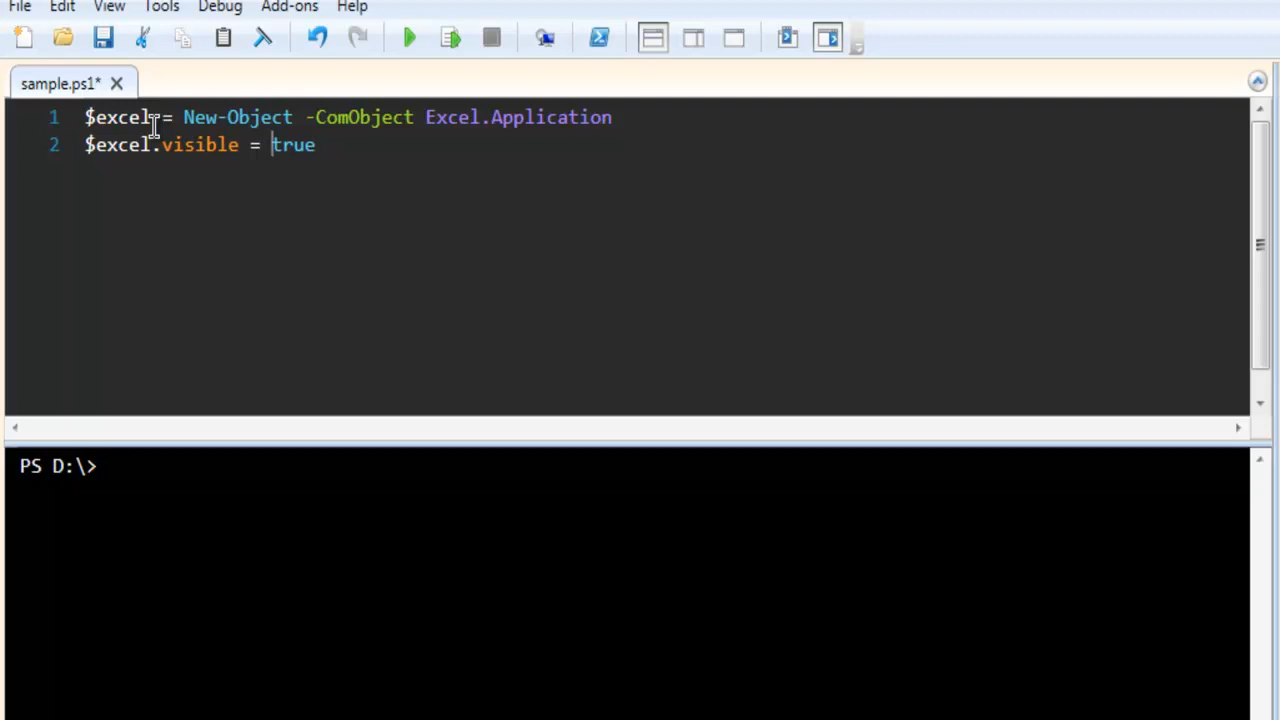 File Edit View Tools Debug Add-ons Help
sample.ps1*
1 $excel = New-Object -ComObject Excel.Application
2 $excel.visible = true
PS D:\>